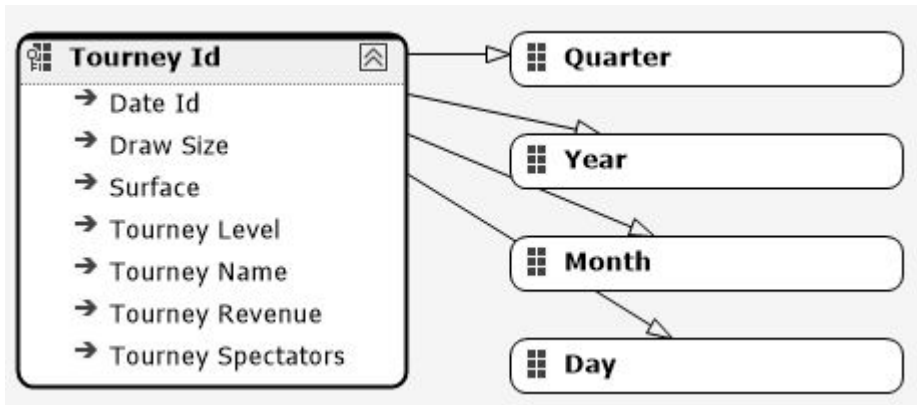 Tourney Id
Date Id
Draw Size
Surface
Tourney Level
Tourney Name
Tourney Revenue
Tourney Spectators
Quarter
Year
Month
Day